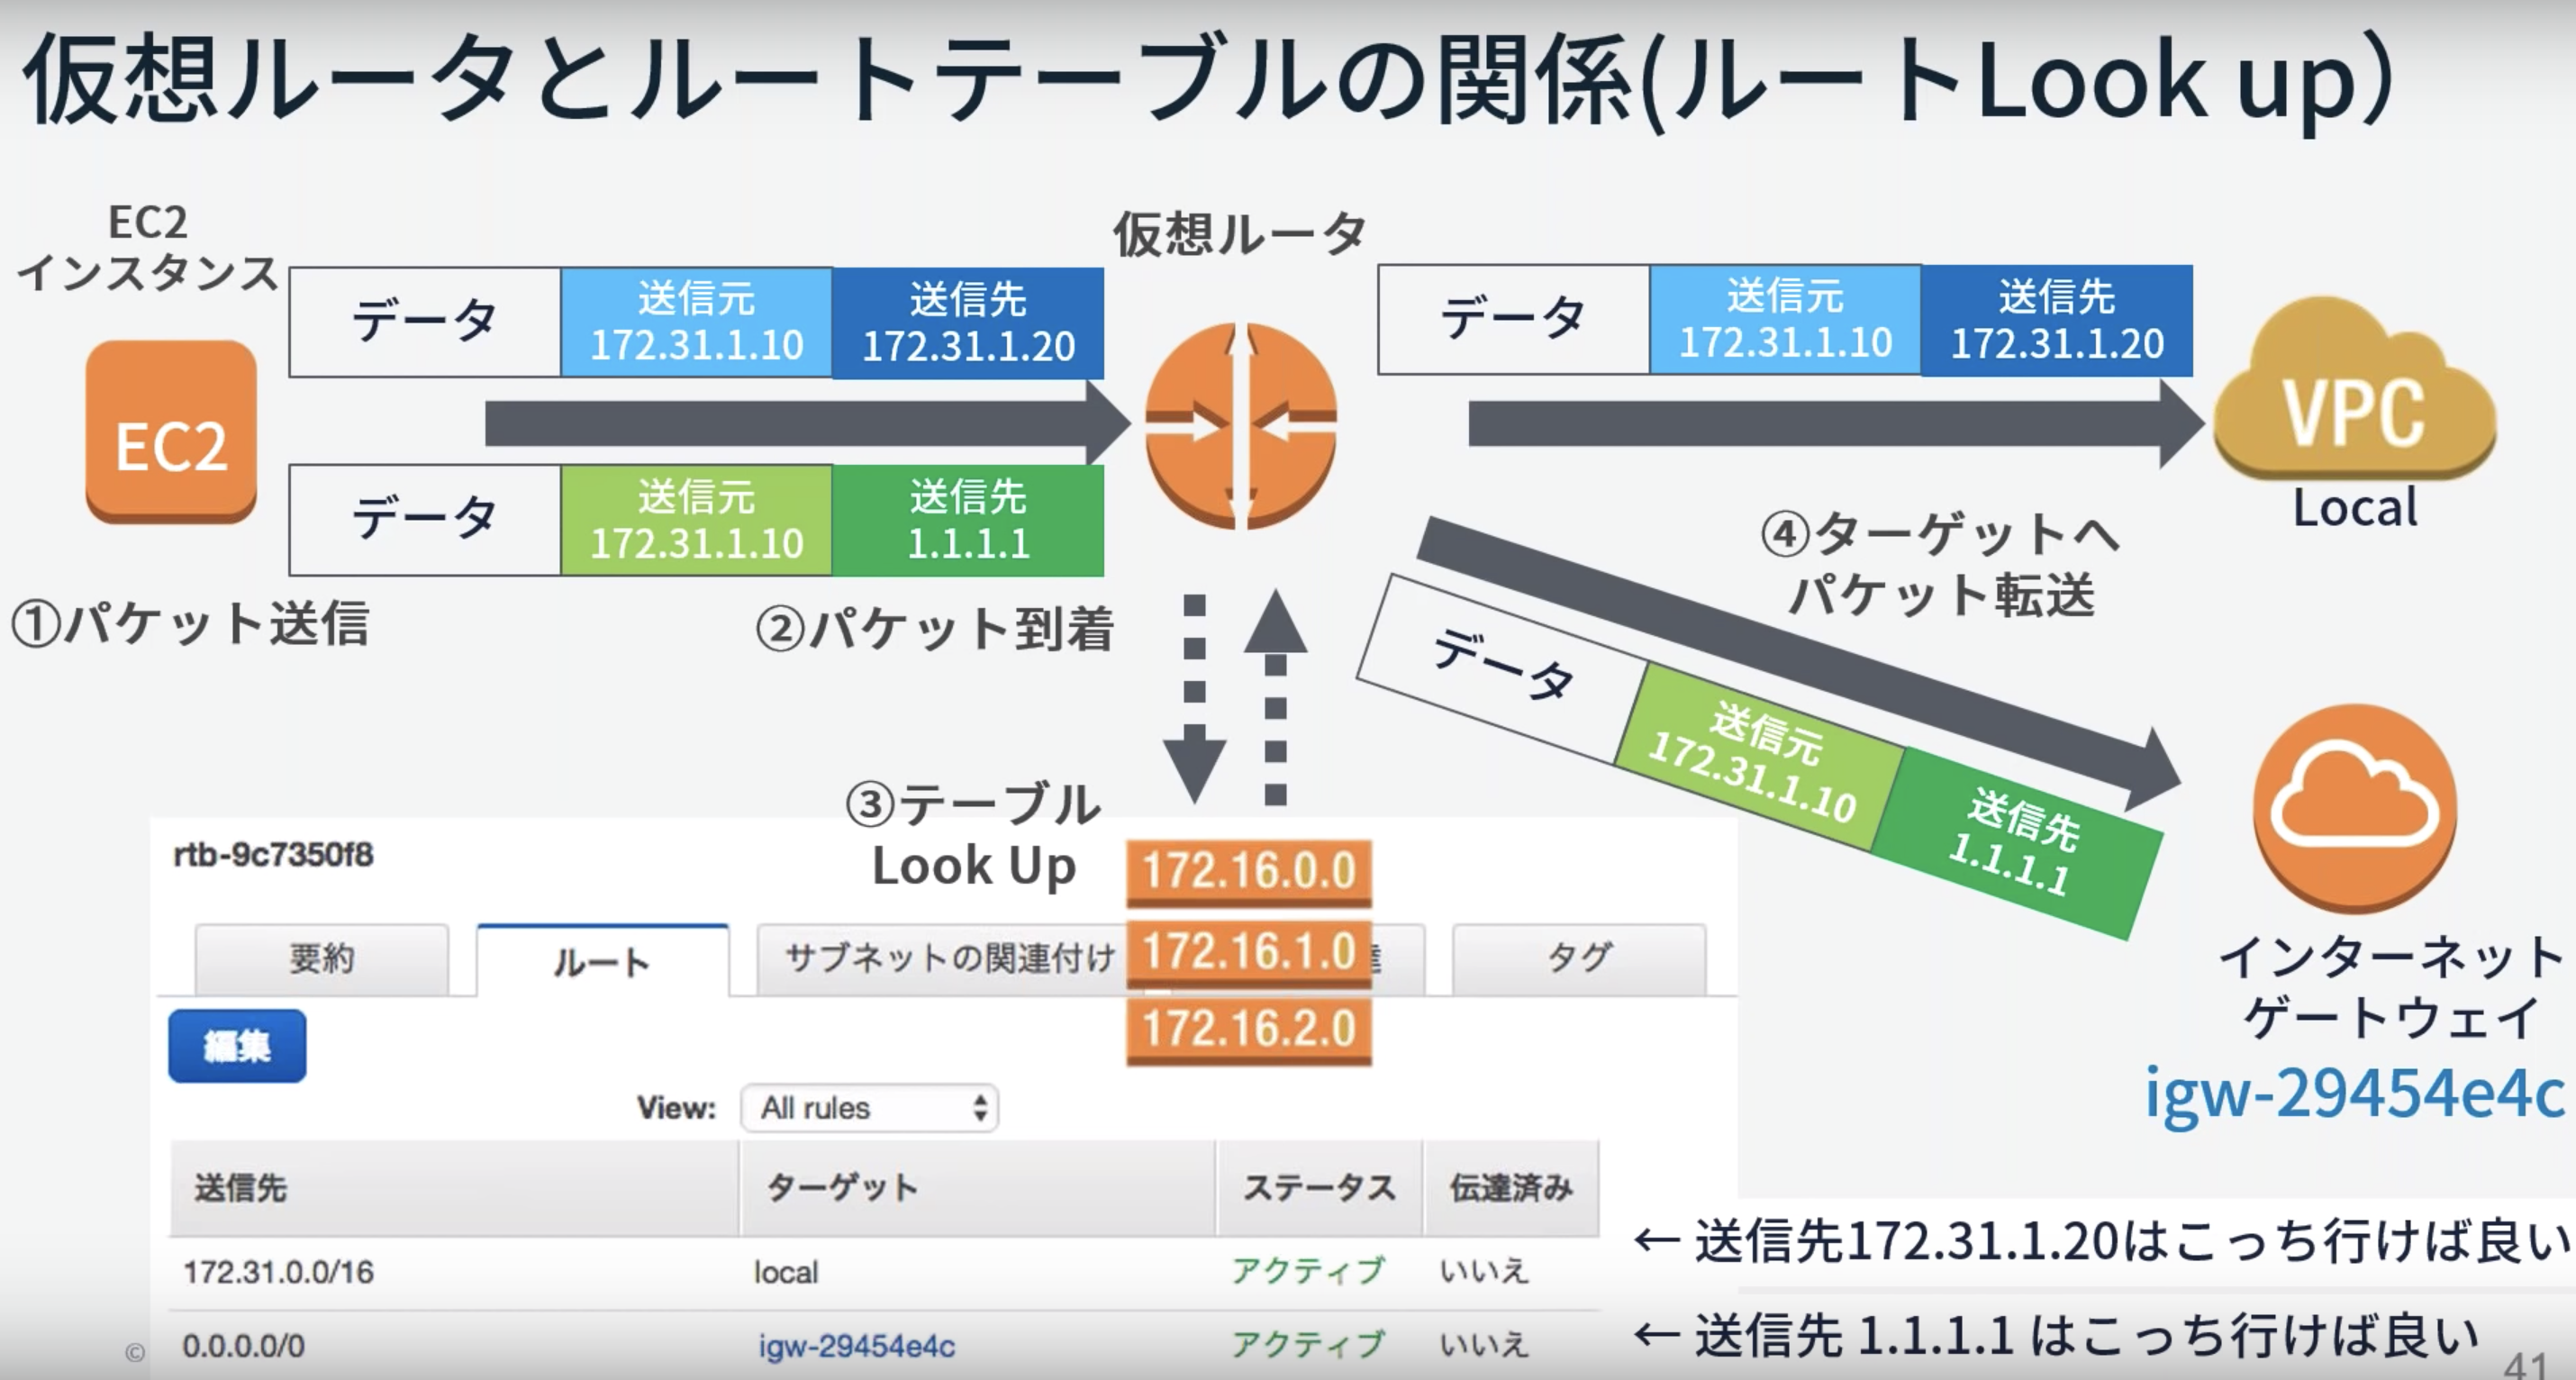 仮想ルータとルートテーブルの関係(ルートLook up)
EC2
インスタンス
EC2
データ
送信元
172.31.1.10
送信先
172.31.1.20
データ
送信元
172.31.1.10
送信先
1.1.1.1
①パケット送信
②パケット到着
仮想ルータ
データ
送信元
172.31.1.10
送信先
172.31.1.20
VPC
Local
④ターゲットへ
パケット転送
データ
送信元
172.31.1.10
送信先
1.1.1.1
インターネット
ゲートウェイ
igw-29454e4c
③テーブル
Look Up
172.16.0.0
172.16.1.0
172.16.2.0
rtb-9c7350f8
要約
ルート
サブネットの関連付け
タグ
編集
View: All rules
送信先 ターゲット ステータス 伝達済み
172.31.0.0/16 local アクティブ いいえ
← 送信先172.31.1.20はこっち行けば良い
0.0.0.0/0 igw-29454e4c アクティブ いいえ
← 送信先 1.1.1.1 はこっち行けば良い
©
41